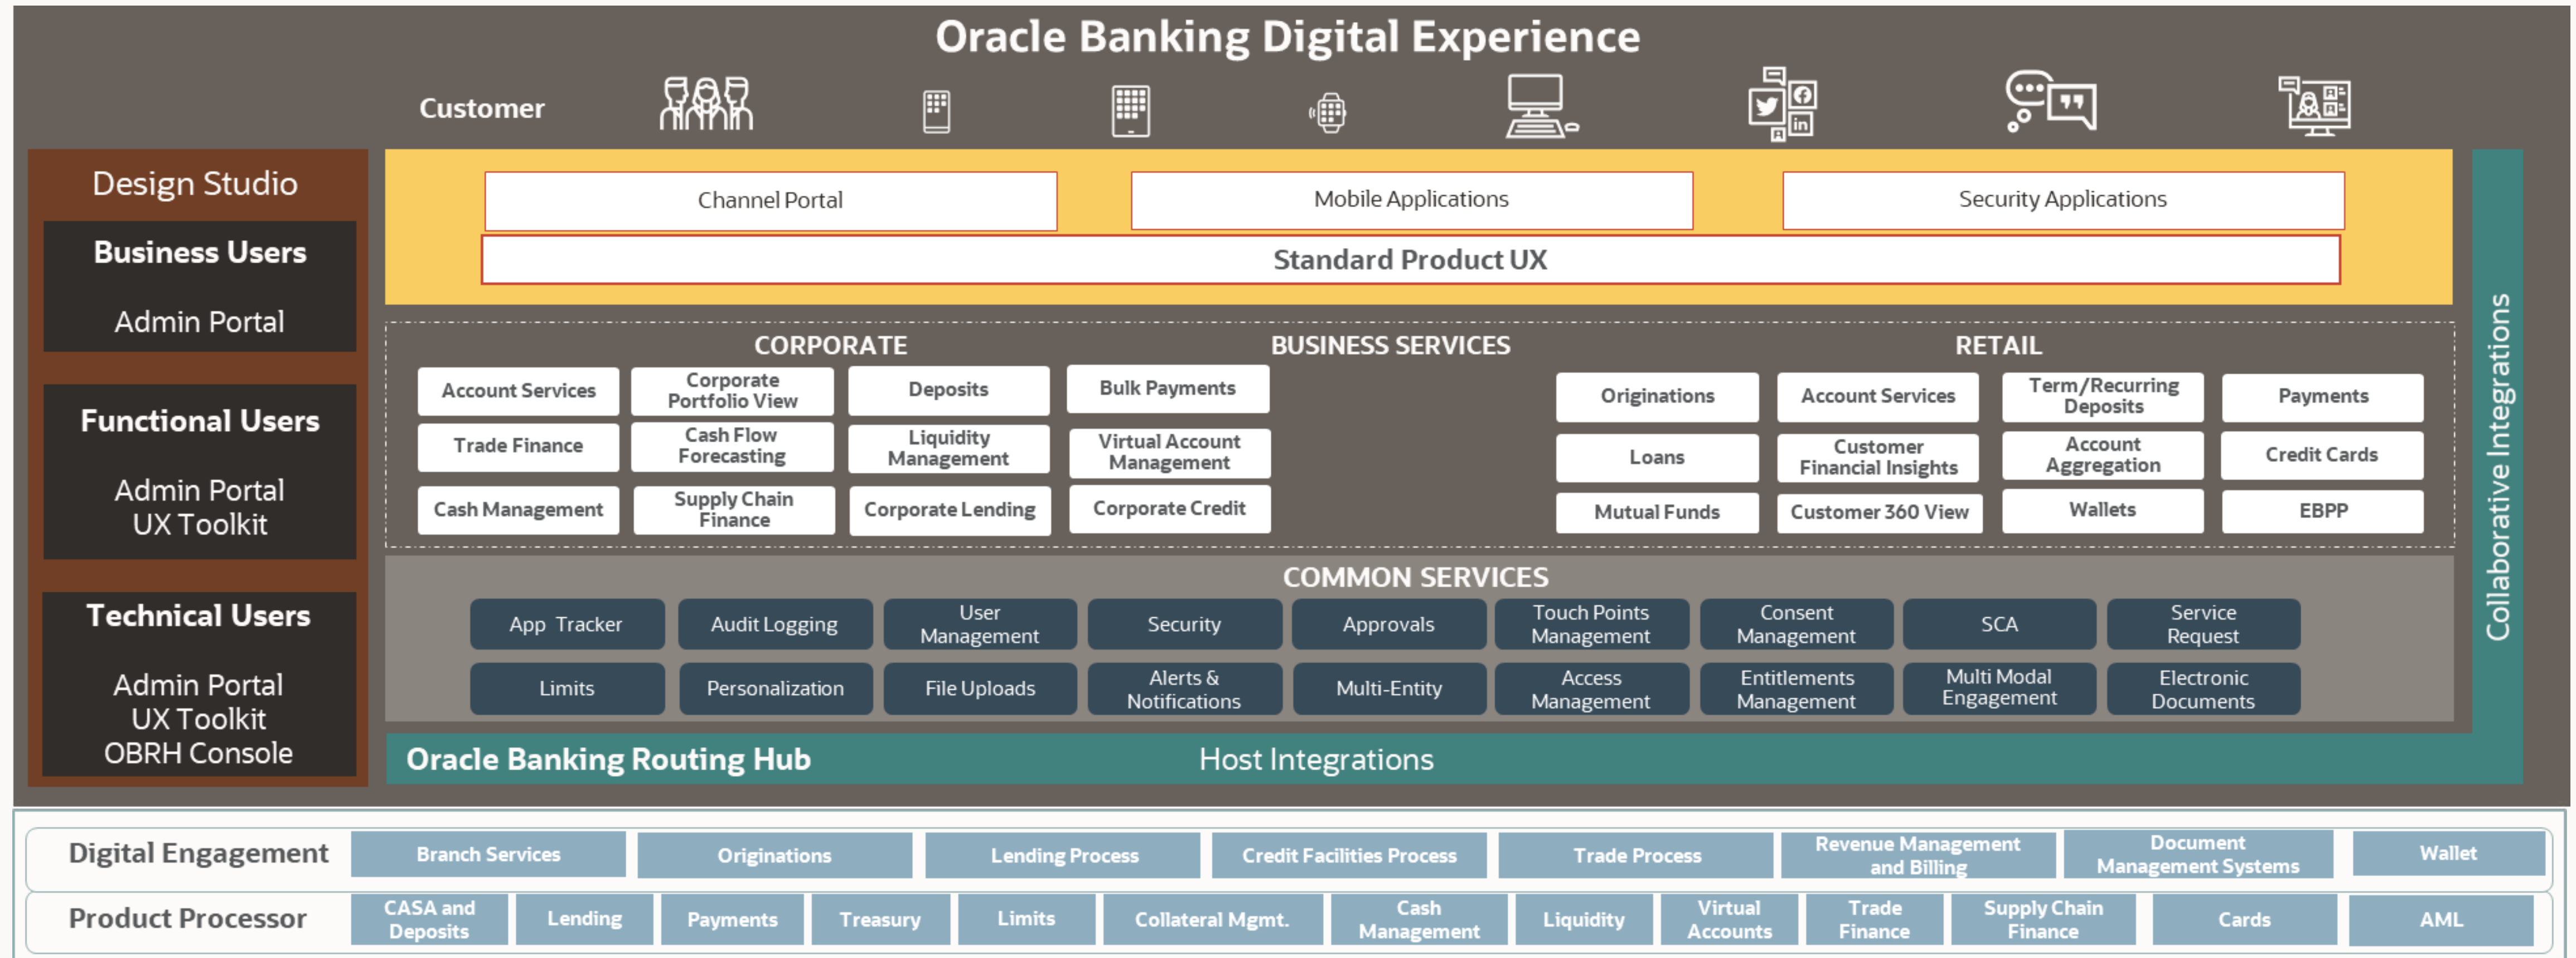 Oracle Banking Digital Experience
Customer
in
Design Studio
Business Users
Admin Portal
Functional Users
Admin Portal
UX Toolkit
Technical Users
Admin Portal
UX Toolkit
OBRH Console
Channel Portal
Mobile Applications
Security Applications
Standard Product UX
CORPORATE
BUSINESS SERVICES
RETAIL
Account Services
Corporate
Portfolio View
Deposits
Bulk Payments
Trade Finance
Cash Flow
Forecasting
Liquidity
Management
Virtual Account
Management
Cash Management
Supply Chain
Finance
Corporate Lending
Corporate Credit
Originations
Account Services
Term/Recurring
Deposits
Payments
Loans
Customer
Financial Insights
Account
Aggregation
Credit Cards
Mutual Funds
Customer 360 View
Wallets
EBPP
COMMON SERVICES
App Tracker
Audit Logging
User
Management
Security
Approvals
Touch Points
Management
Consent
Management
SCA
Service
Request
Limits
Personalization
File Uploads
Alerts &
Notifications
Multi-Entity
Access
Management
Entitlements
Management
Multi Modal
Engagement
Electronic
Documents
Oracle Banking Routing Hub
Host Integrations
Collaborative Integrations
Digital Engagement
Branch Services
Originations
Lending Process
Credit Facilities Process
Trade Process
Revenue Management
and Billing
Document
Management Systems
Wallet
Product Processor
CASA and
Deposits
Lending
Payments
Treasury
Limits
Collateral Mgmt.
Cash
Management
Liquidity
Virtual
Accounts
Trade
Finance
Supply Chain
Finance
Cards
AML